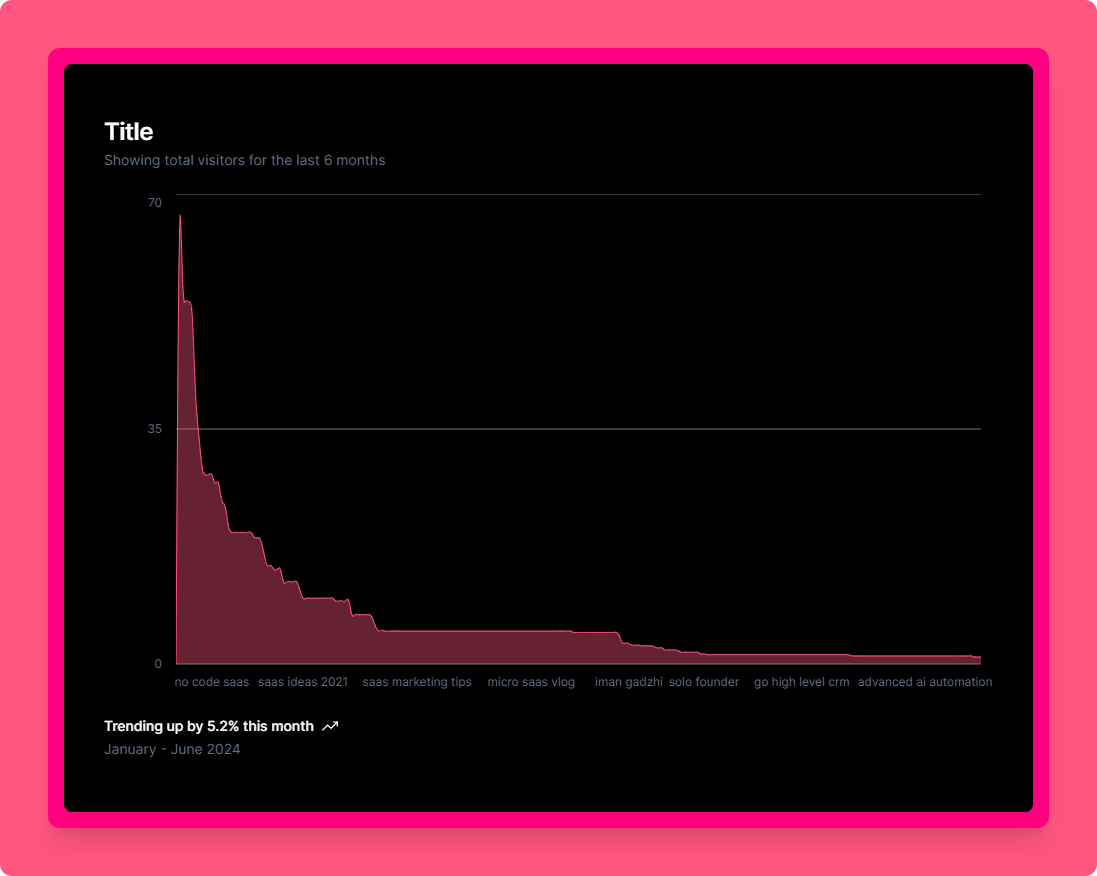 Title
Showing total visitors for the last 6 months
70
35
0
no code saas saas ideas 2021 saas marketing tips micro saas vlog iman gadzhi solo founder go high level crm advanced ai automation
Trending up by 5.2% this month
January - June 2024